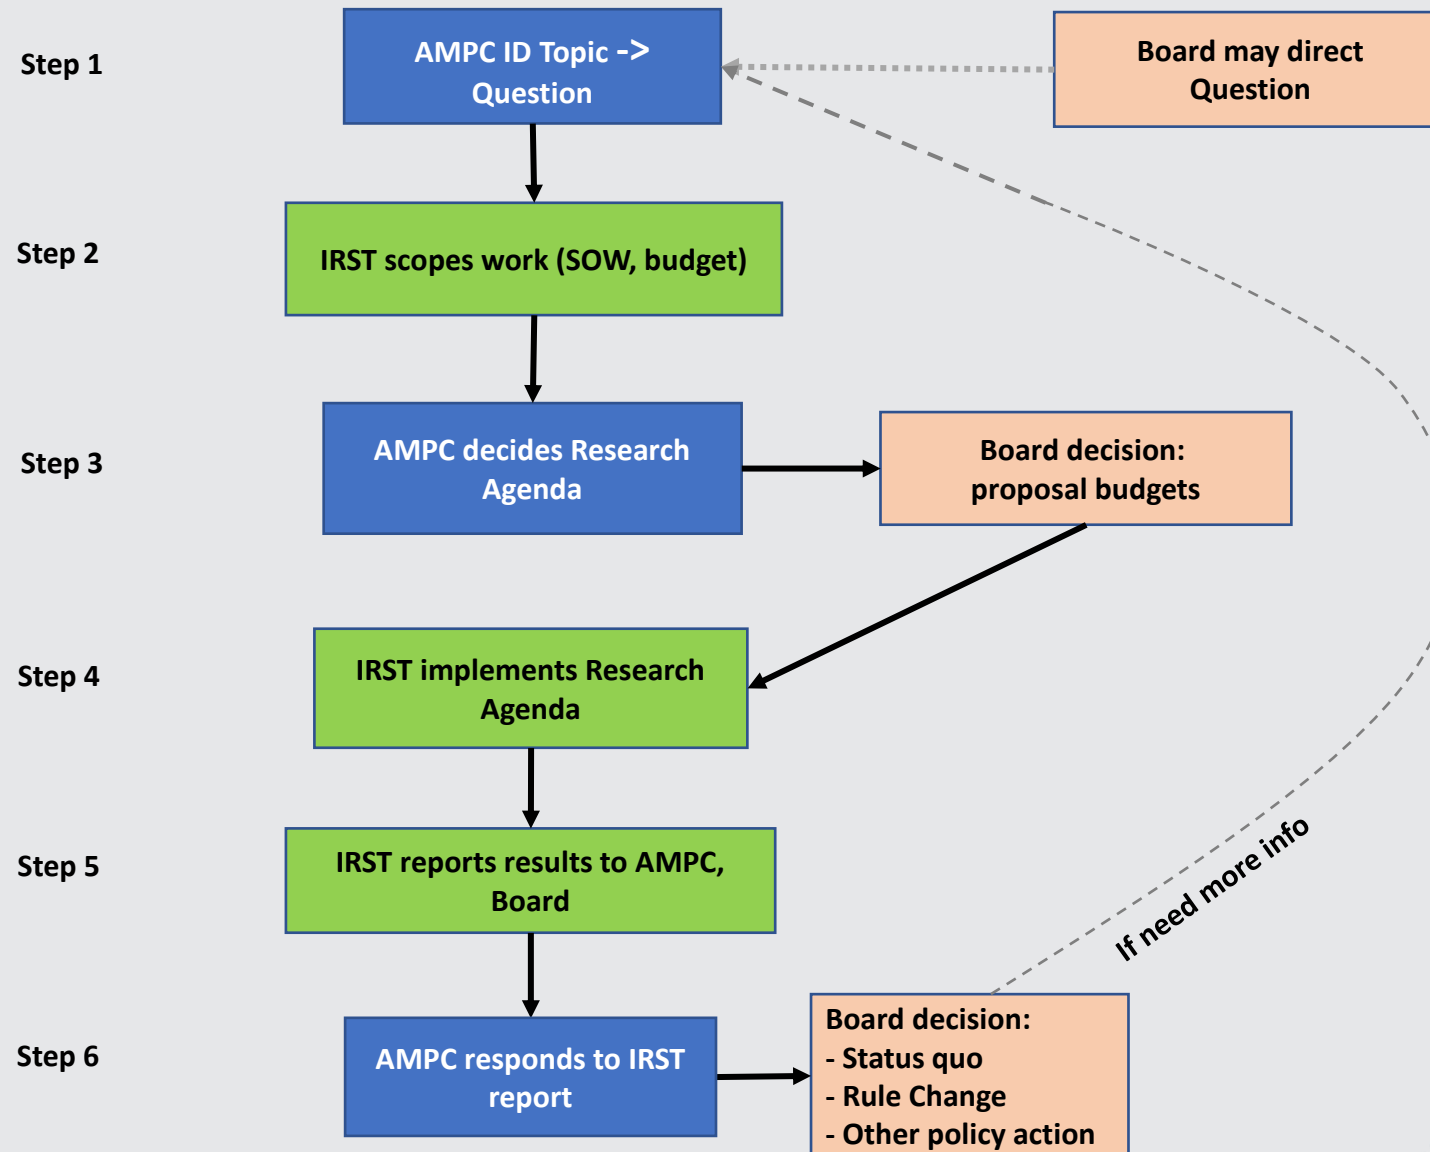 Step 1
AMPC ID Topic ->
Question
Board may direct
Question
Step 2
IRST scopes work (SOW, budget)
Step 3
AMPC decides Research
Agenda
Board decision:
proposal budgets
Step 4
IRST implements Research
Agenda
Step 5
IRST reports results to AMPC,
Board
If need more info
Step 6
AMPC responds to IRST
report
Board decision:
- Status quo
- Rule Change
- Other policy action